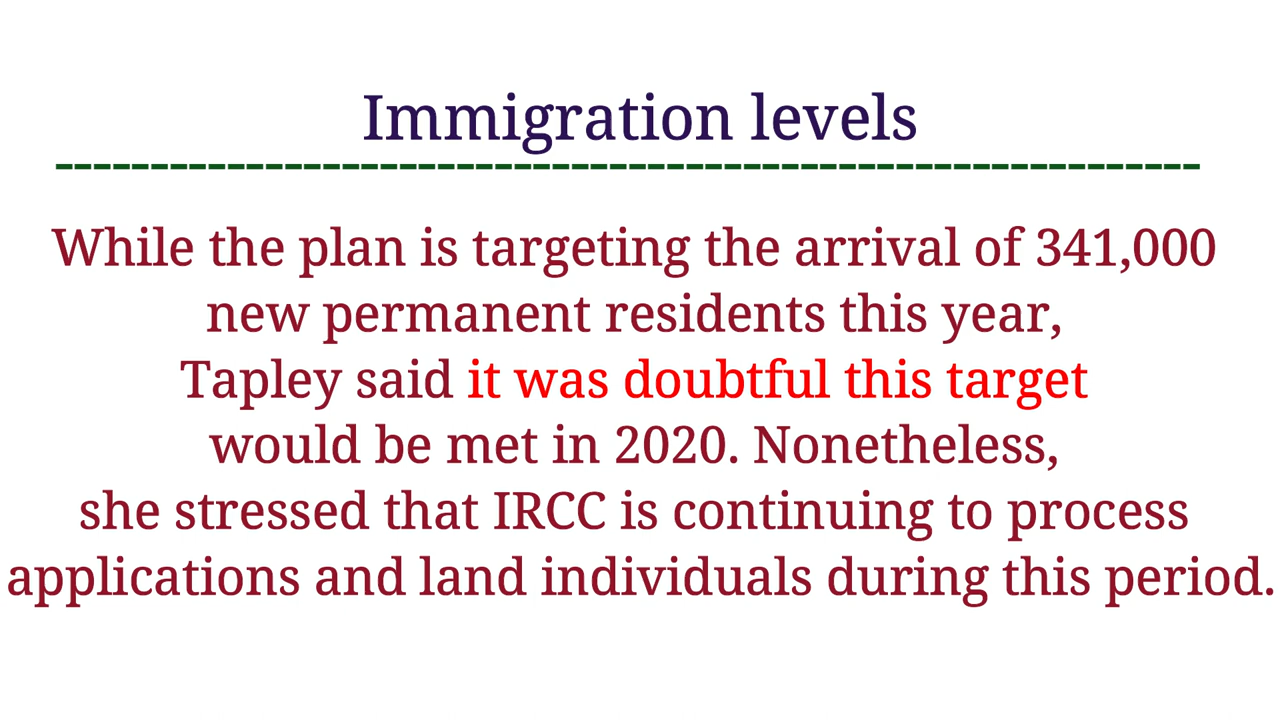 Immigration levels
While the plan is targeting the arrival of 341,000
new permanent residents this year,
Tapley said it was doubtful this target
would be met in 2020. Nonetheless,
she stressed that IRCC is continuing to process
applications and land individuals during this period.